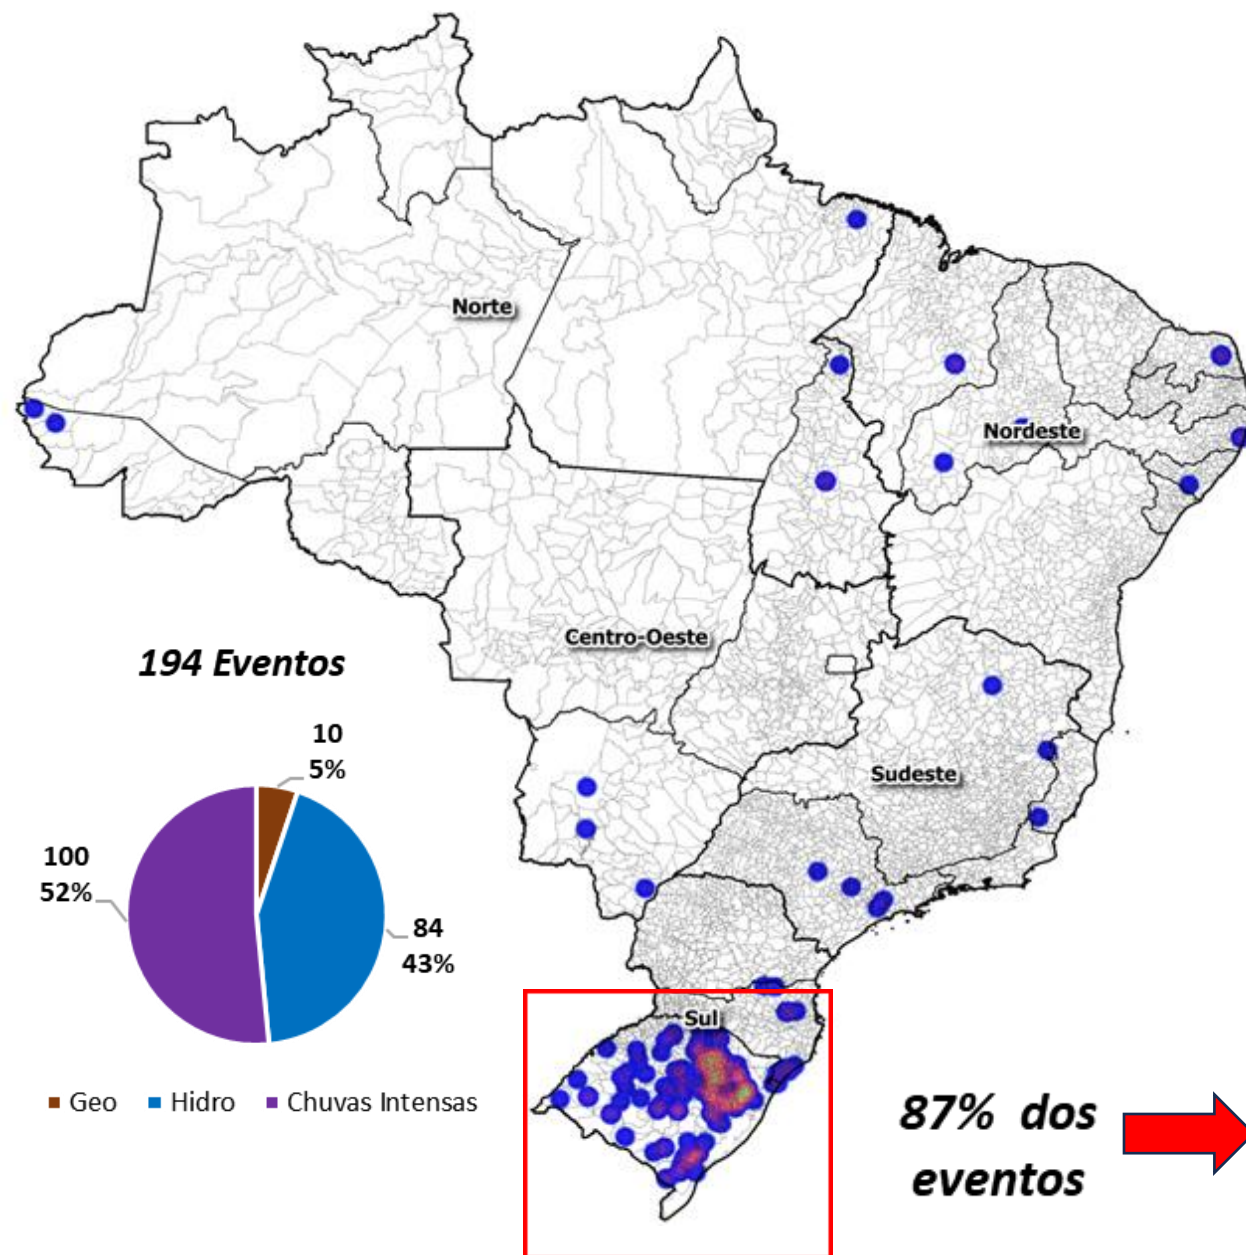 Norte
Nordeste
Centro-Oeste
194 Eventos
10
5%
Sudeste
100
52%
84
43%
Sul
Geo
Hidro
Chuvas Intensas
87% dos
eventos